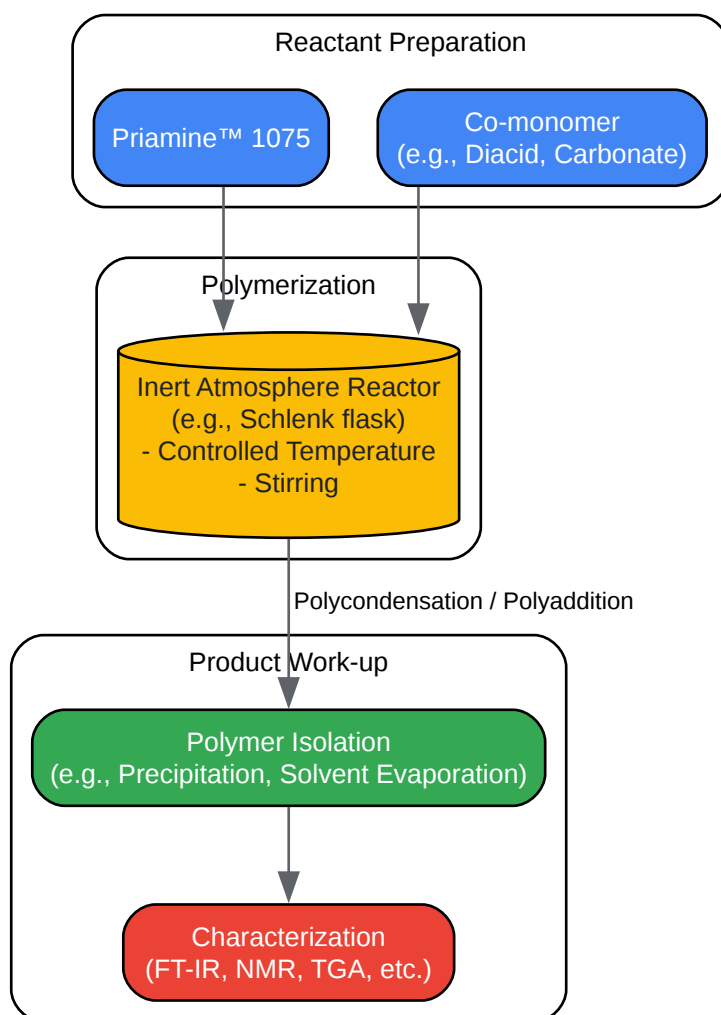 Reactant Preparation
Priamine™ 1075
Co-monomer
(e.g., Diacid, Carbonate)
Polymerization
Inert Atmosphere Reactor
(e.g., Schlenk flask)
- Controlled Temperature
- Stirring
Polycondensation / Polyaddition
Product Work-up
Polymer Isolation
(e.g., Precipitation, Solvent Evaporation)
Characterization
(FT-IR, NMR, TGA, etc.)